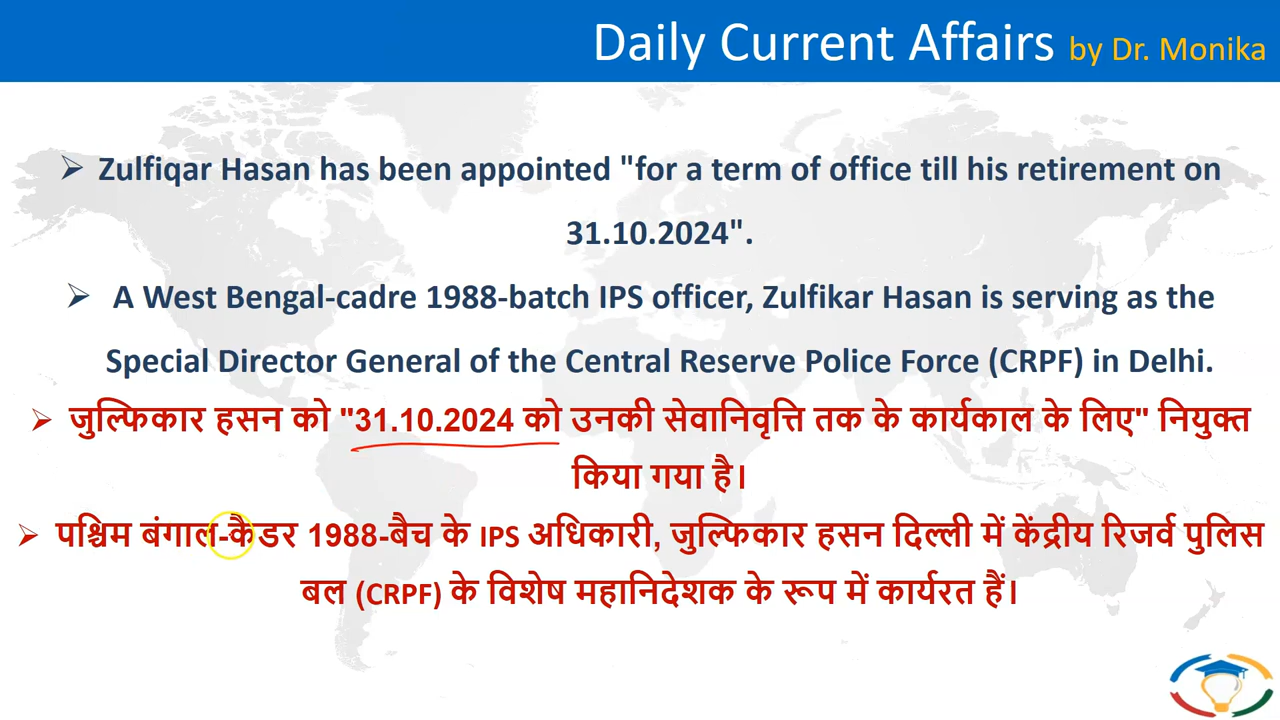 Daily Current Affairs by Dr. Monika
➢ Zulfiqar Hasan has been appointed "for a term of office till his retirement on
31.10.2024".
➢ A West Bengal-cadre 1988-batch IPS officer, Zulfikar Hasan is serving as the
Special Director General of the Central Reserve Police Force (CRPF) in Delhi.
➢ जुल्फिकार हसन को "31.10.2024 को उनकी सेवानिवृत्ति तक के कार्यकाल के लिए" नियुक्त
किया गया है।
➢ पश्चिम बंगाल-कैडर 1988-बैच के IPS अधिकारी, जुल्फिकार हसन दिल्ली में केंद्रीय रिजर्व पुलिस
बल (CRPF) के विशेष महानिदेशक के रूप में कार्यरत हैं।